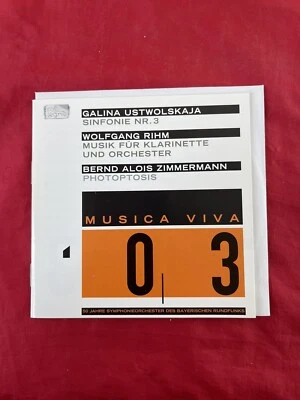 GALINA USTWOLSKAJA
SINFONIE NR. 3
WOLFGANG RIHM
MUSIK FÜR KLARINETTE
UND ORCHESTER
BERND ALOIS ZIMMERMANN
PHOTOPTOSIS
MUSICA VIVA
1
0 3
50 JAHRE SYMPHONIEORCHESTER DES BAYERISCHEN RUNDFUNKS